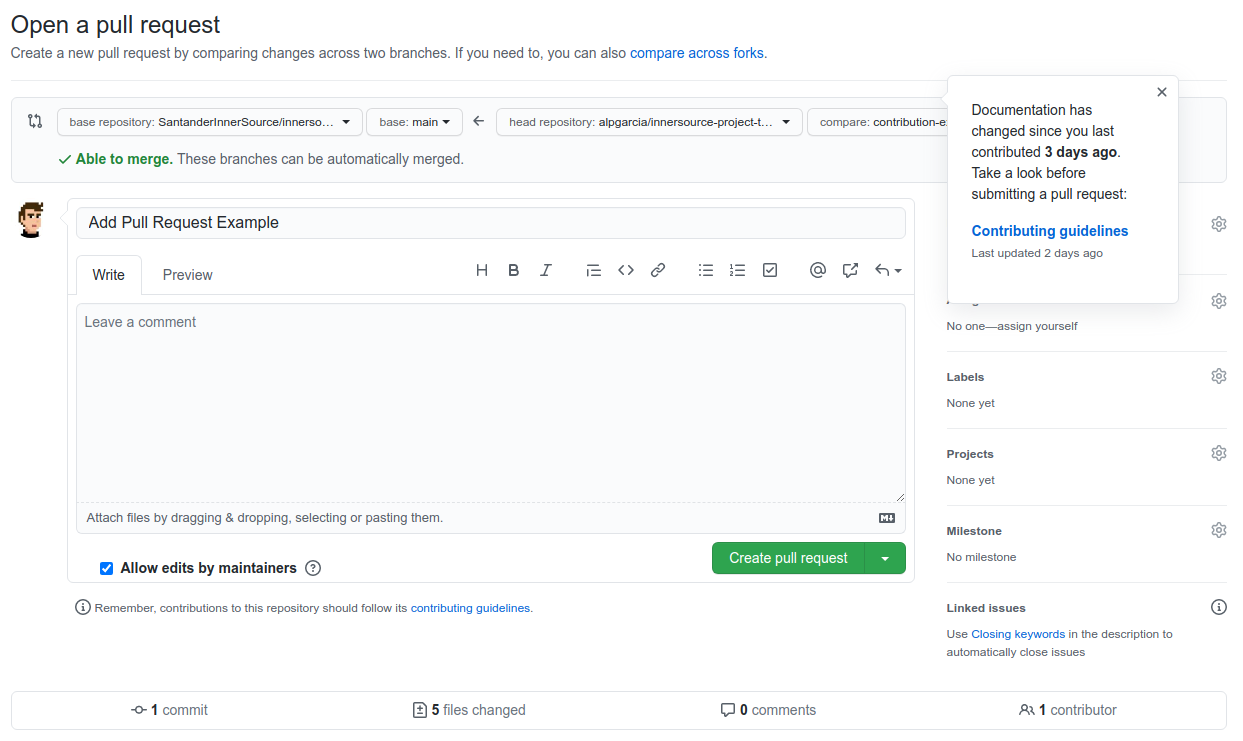 Open a pull request
Create a new pull request by comparing changes across two branches. If you need to, you can also compare across forks.
base repository: SantanderInnerSource/innerso...
base: main
head repository: alpgarcia/innersource-project-t...
compare: contribution-e
Able to merge. These branches can be automatically merged.
Documentation has
changed since you last
contributed 3 days ago.
Take a look before
submitting a pull request:
Contributing guidelines
Last updated 2 days ago
Add Pull Request Example
Write
Preview
Leave a comment
Attach files by dragging & dropping, selecting or pasting them.
Allow edits by maintainers
Create pull request
Remember, contributions to this repository should follow its contributing guidelines.
No one—assign yourself
Labels
None yet
Projects
None yet
Milestone
No milestone
Linked issues
Use Closing keywords in the description to
automatically close issues
1 commit
5 files changed
0 comments
1 contributor